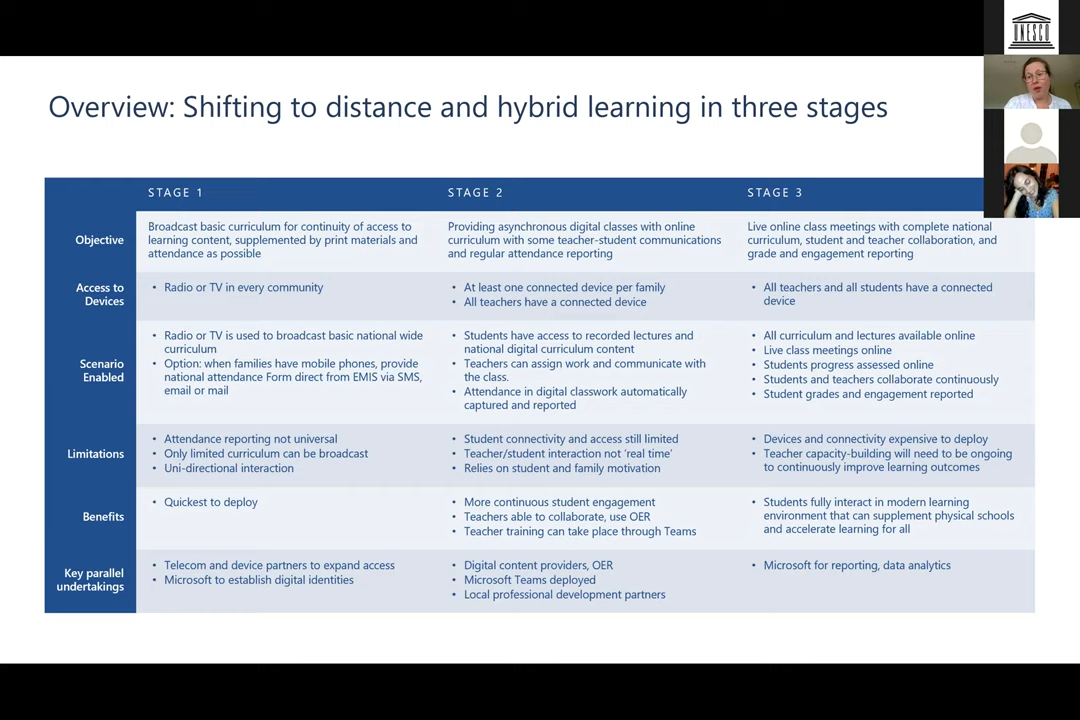 UNESCO
Overview: Shifting to distance and hybrid learning in three stages
STAGE 1
STAGE 2
STAGE 3
Objective
Broadcast basic curriculum for continuity of access to
learning content, supplemented by print materials and
attendance as possible
Providing asynchronous digital classes with online
curriculum with some teacher-student communications
and regular attendance reporting
Live online class meetings with complete national
curriculum, student and teacher collaboration, and
grade and engagement reporting
Access to
Devices
• Radio or TV in every community
• At least one connected device per family
• All teachers have a connected device
• All teachers and all students have a connected
device
Scenario
Enabled
• Radio or TV is used to broadcast basic national wide
curriculum
• Option: when families have mobile phones, provide
national attendance Form direct from EMIS via SMS,
email or mail
• Students have access to recorded lectures and
national digital curriculum content
• Teachers can assign work and communicate with
the class.
• Attendance in digital classwork automatically
captured and reported
• All curriculum and lectures available online
• Live class meetings online
• Students progress assessed online
• Students and teachers collaborate continuously
• Student grades and engagement reported
Limitations
• Attendance reporting not universal
• Only limited curriculum can be broadcast
• Uni-directional interaction
• Student connectivity and access still limited
• Teacher/student interaction not 'real time'
• Relies on student and family motivation
• Devices and connectivity expensive to deploy
• Teacher capacity-building will need to be ongoing
to continuously improve learning outcomes
Benefits
• Quickest to deploy
• More continuous student engagement
• Teachers able to collaborate, use OER
• Teacher training can take place through Teams
• Students fully interact in modern learning
environment that can supplement physical schools
and accelerate learning for all
Key parallel
undertakings
• Telecom and device partners to expand access
• Microsoft to establish digital identities
• Digital content providers, OER
• Microsoft Teams deployed
• Local professional development partners
• Microsoft for reporting, data analytics